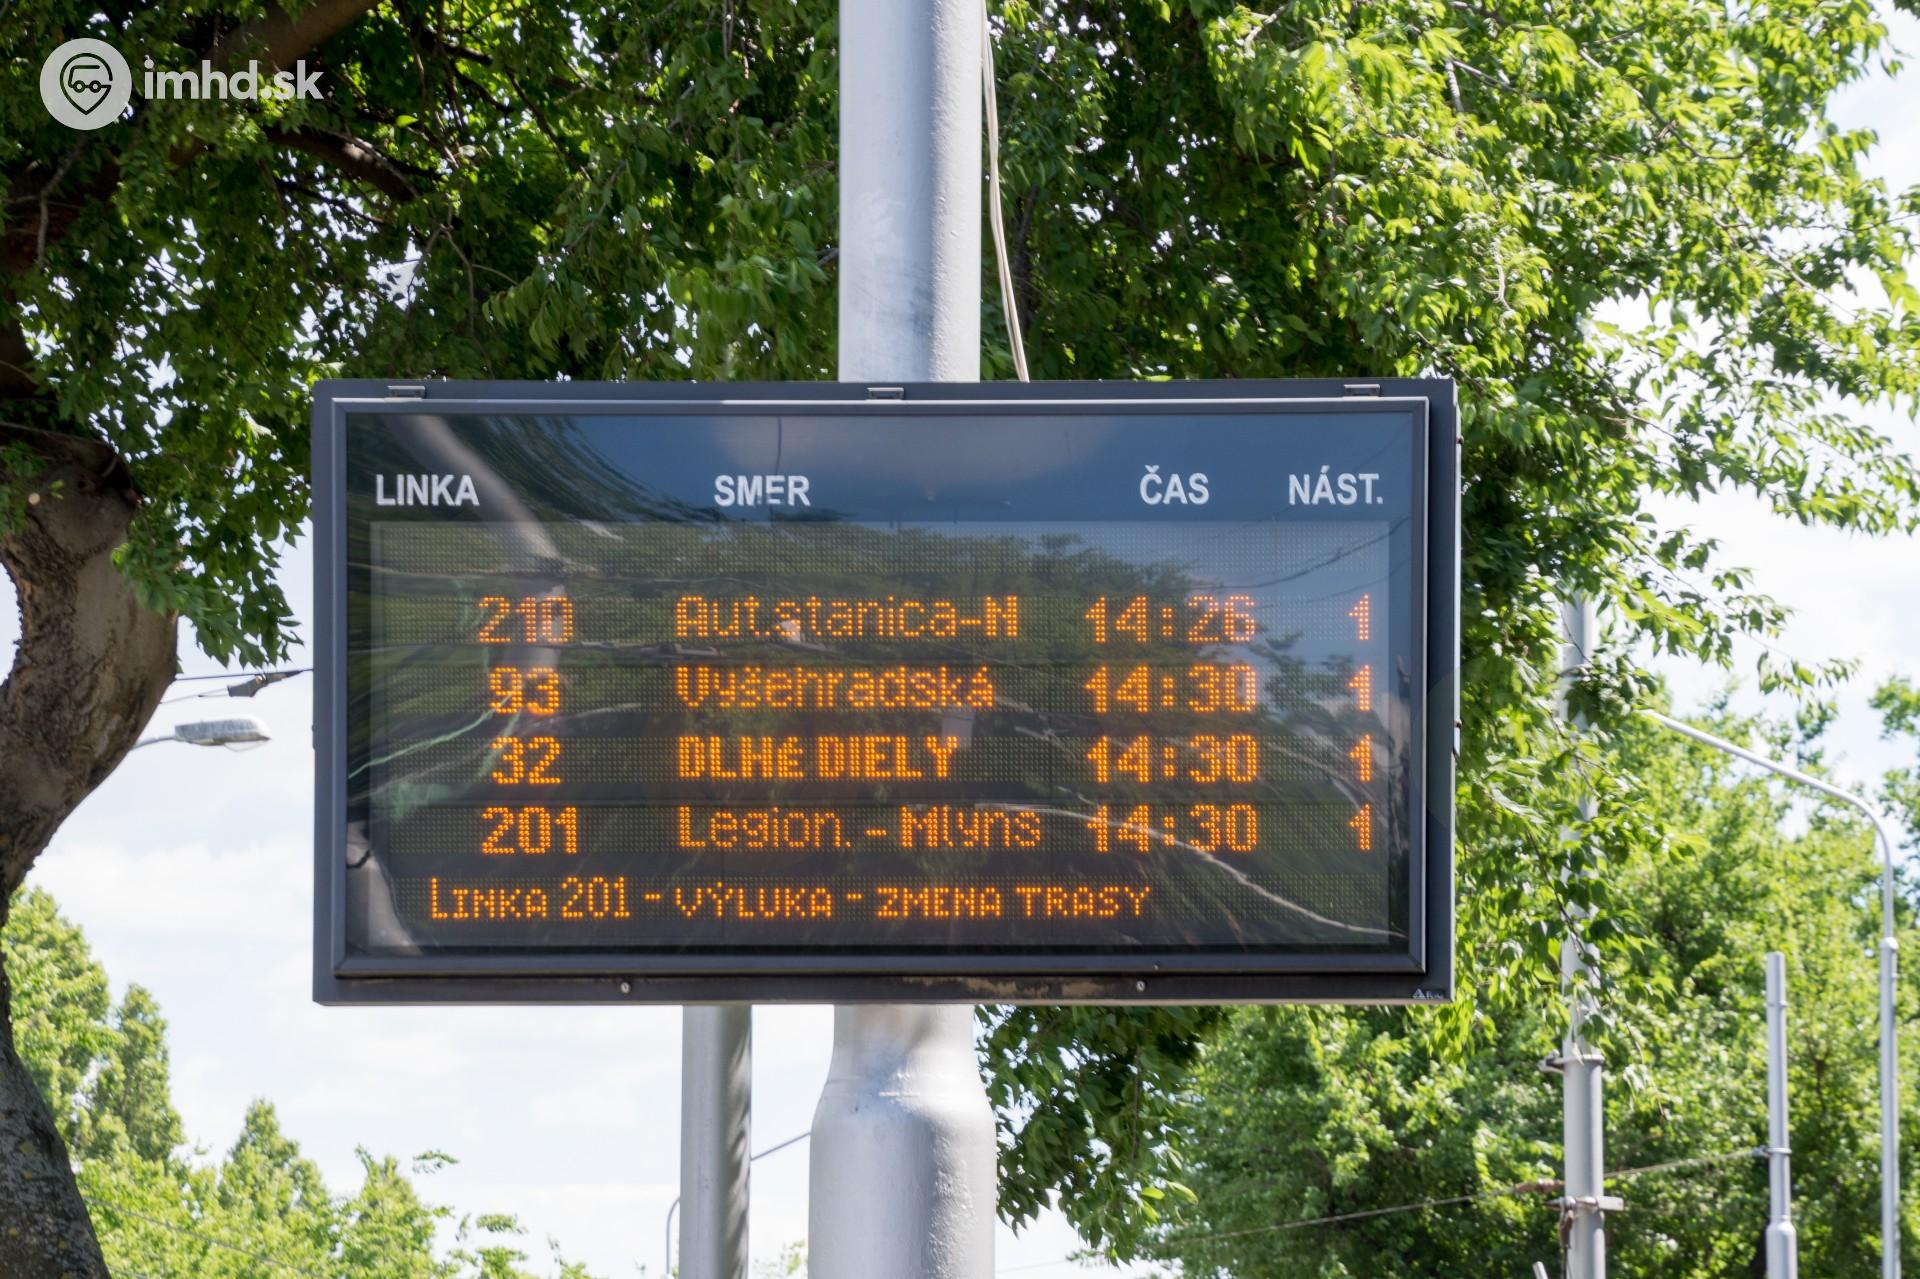 imhd.sk
LINKA SMER ČAS NÁST.
210 Aut.stanica-N 14:26 1
93 Vyšehradská 14:30 1
32 DLHÉ DIELY 14:30 1
201 Legion. - Mlyns 14:30 1
LINKA 201 - VÝLUKA - ZMENA TRASY